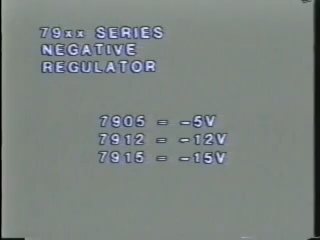 79xx SERIES
NEGATIVE
REGULATOR
7905 = -5V
7912 = -12V
7915 = -15V